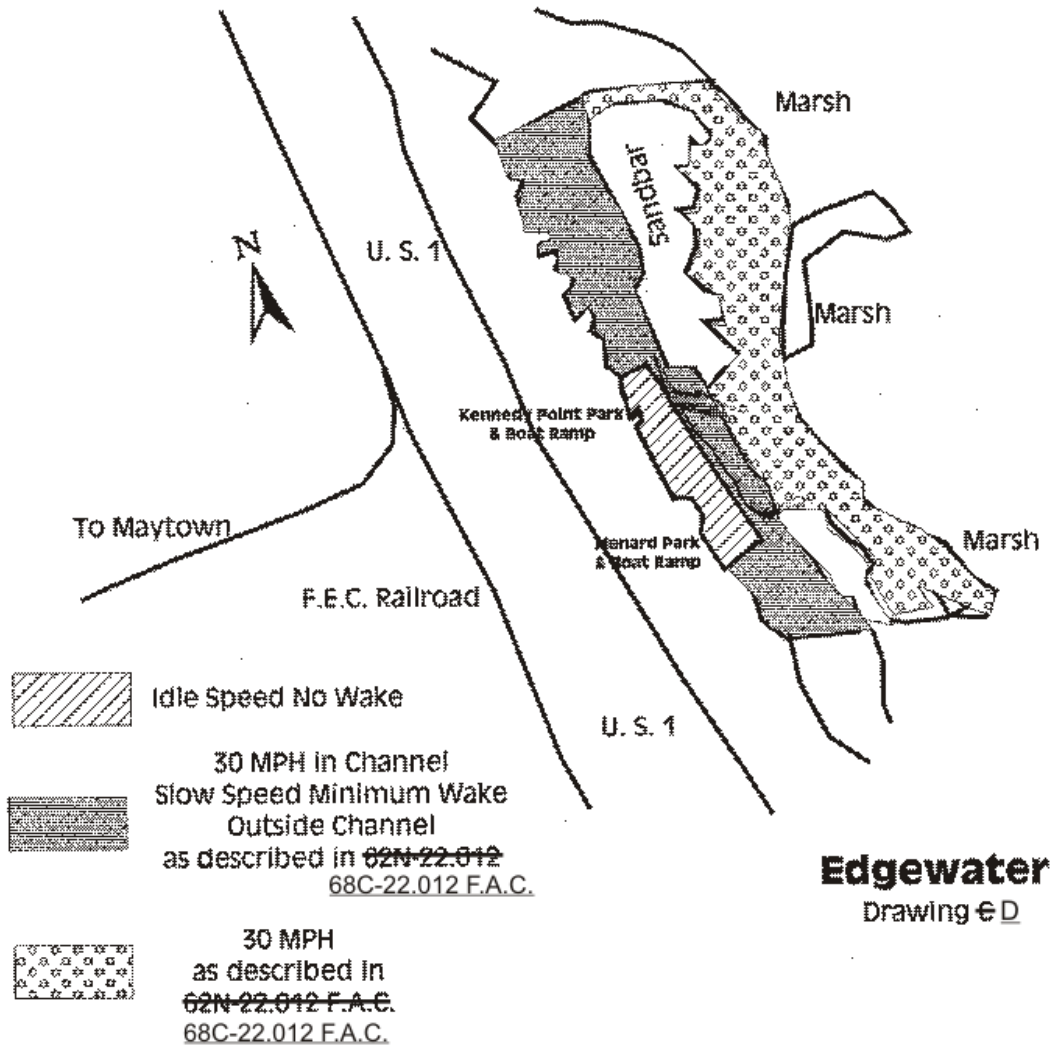 Marsh
Sandbar
N
U. S. 1
Marsh
Kennedy Point Park
& Boat Ramp
To Maytown
Menard Park
& Boat Ramp
Marsh
F.E.C. Railroad
Idle Speed No Wake
U. S. 1
30 MPH in Channel
Slow Speed Minimum Wake
Outside Channel
as described in 62N-22.012
68C-22.012 F.A.C.
Edgewater
Drawing C D
30 MPH
as described in
62N-22.012 F.A.C.
68C-22.012 F.A.C.